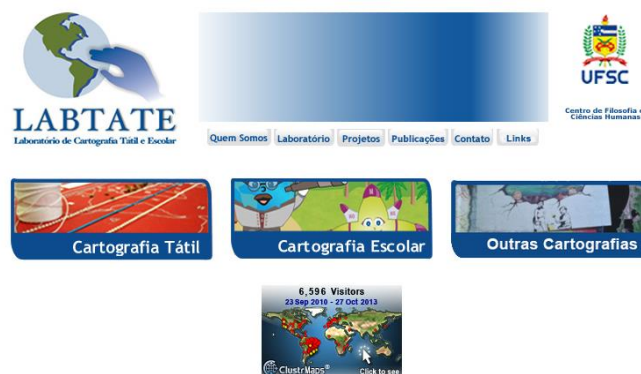 LABTATE
Laboratório de Cartografia Tátil e Escolar
UFSC
Centro de Filosofia e
Ciências Humanas
Quem Somos Laboratório Projetos Publicações Contato Links
Cartografia Tátil
Cartografia Escolar
Outras Cartografias
6,596 Visitors
23 Sep 2010 - 27 Oct 2013
ClustrMaps®
Click to see